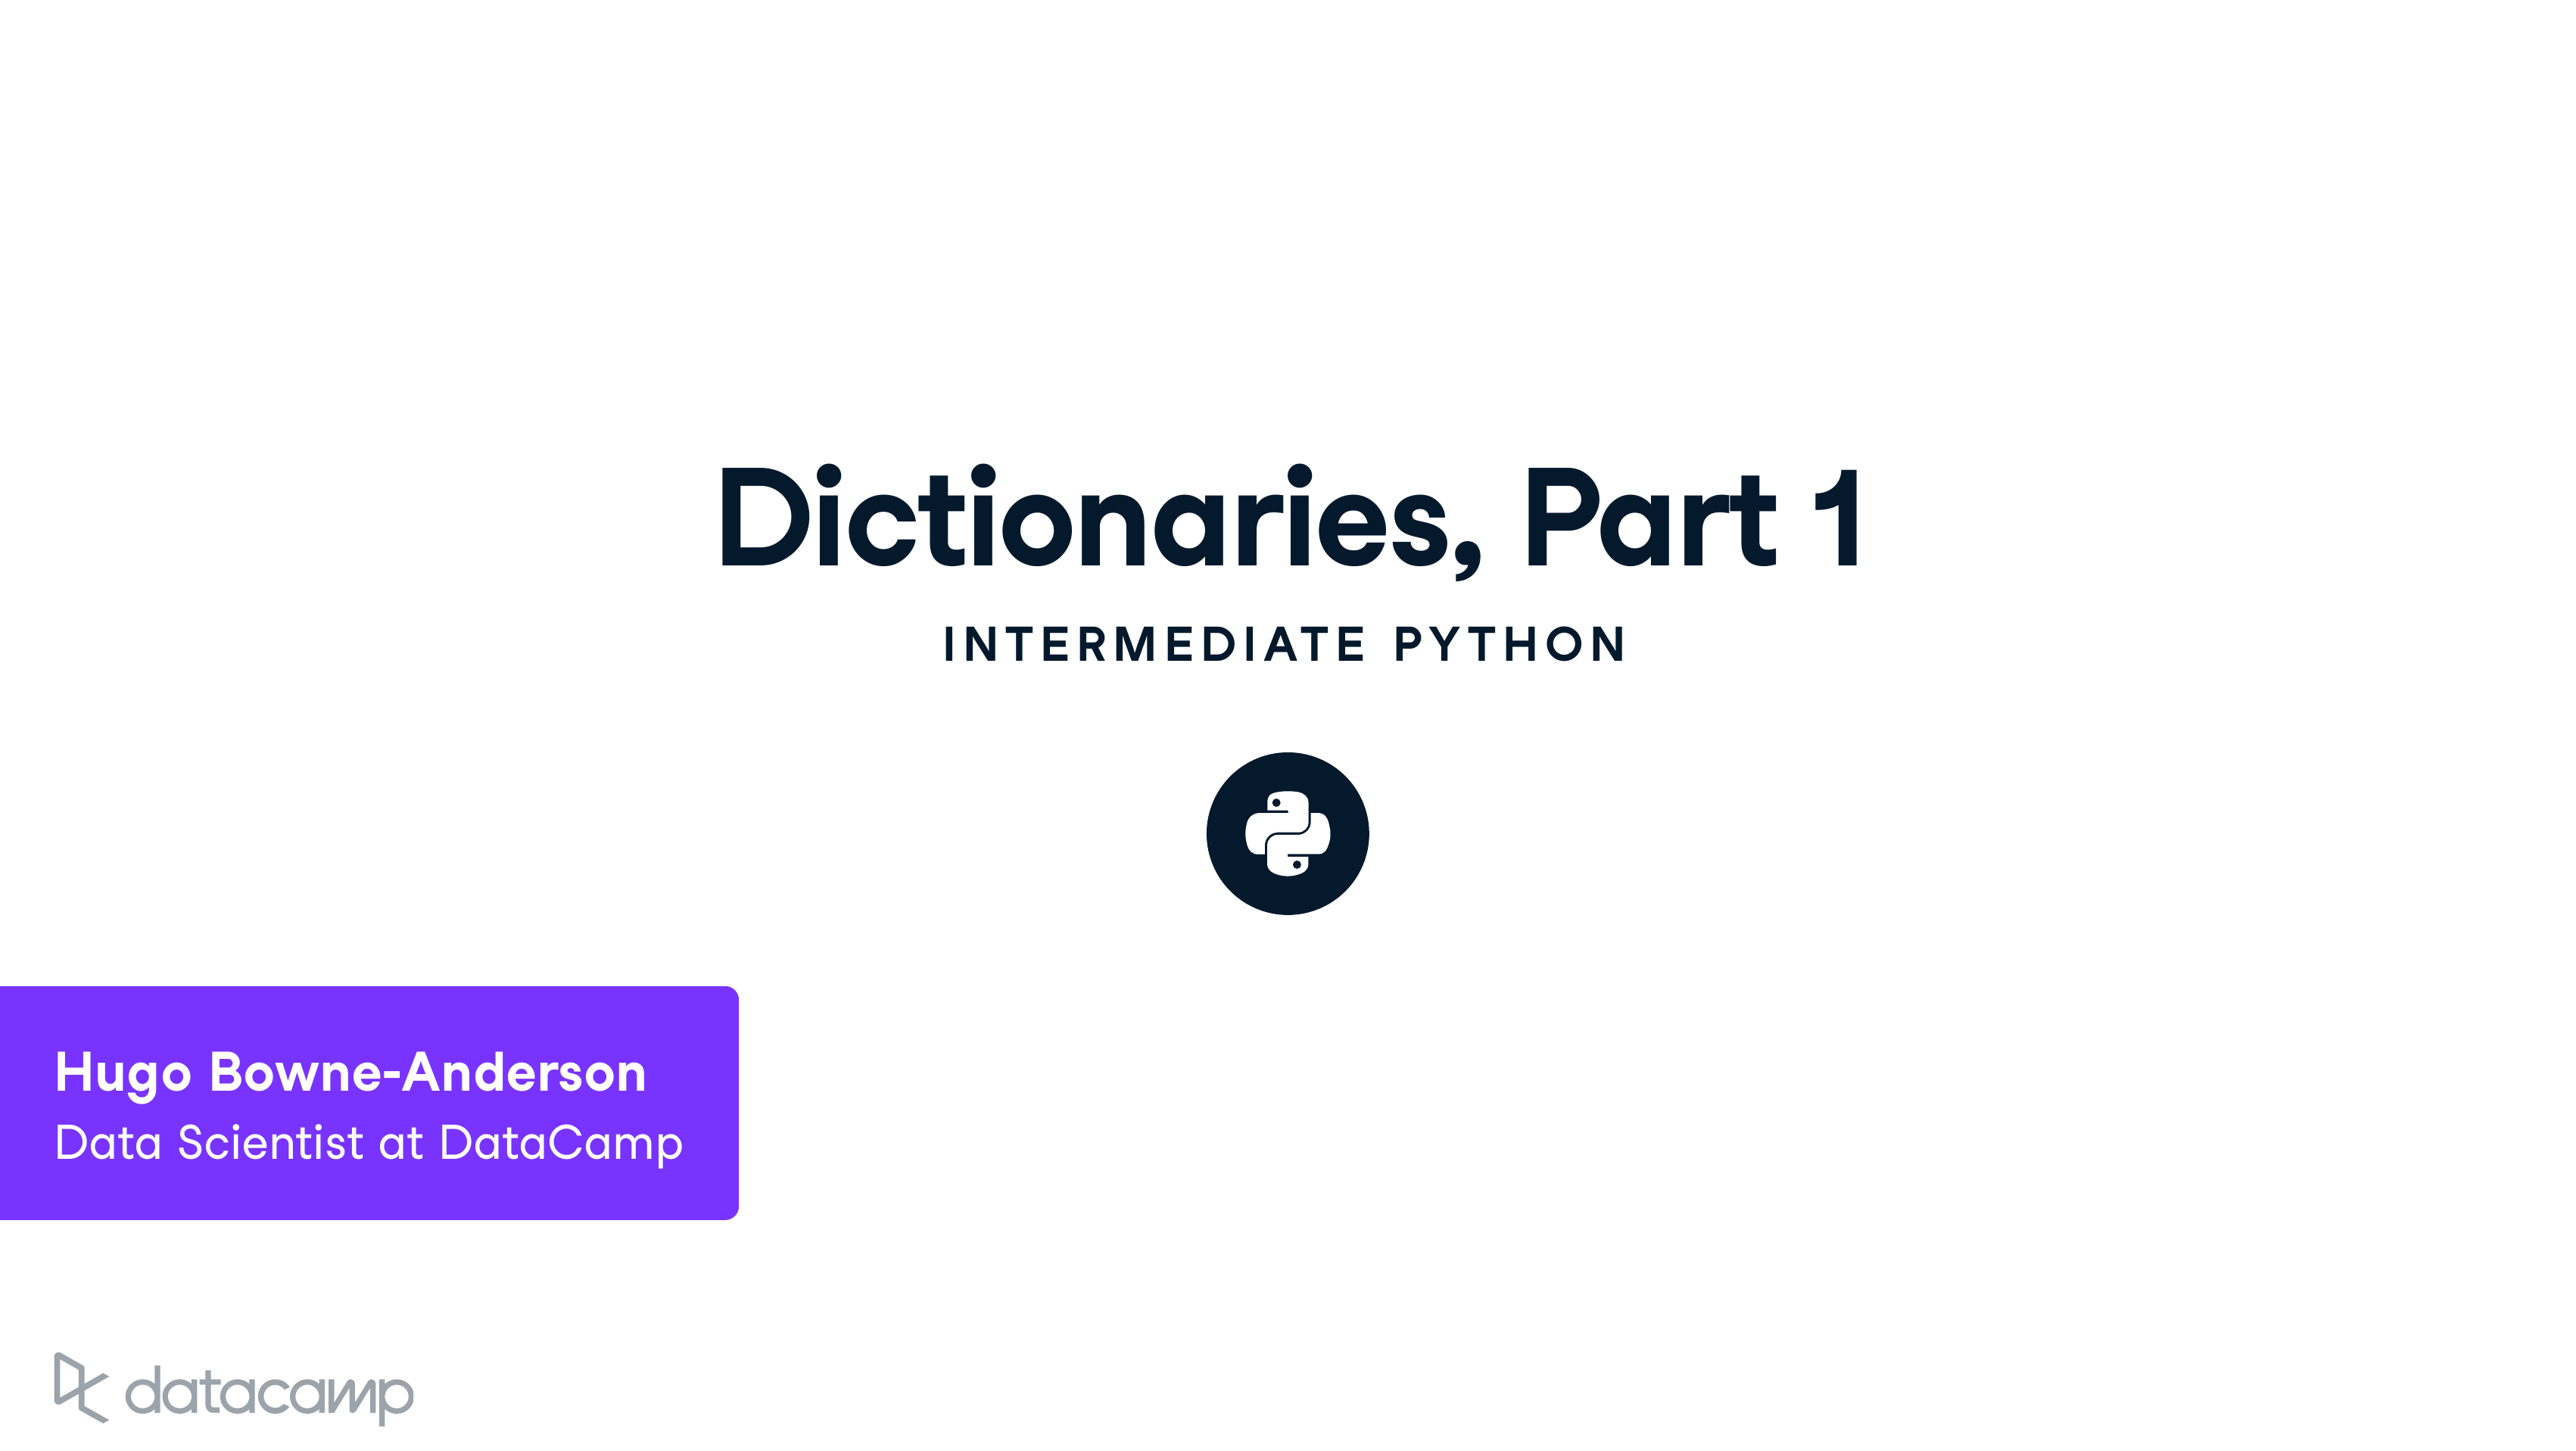 Dictionaries, Part 1
INTERMEDIATE PYTHON
Hugo Bowne-Anderson
Data Scientist at DataCamp
datacamp